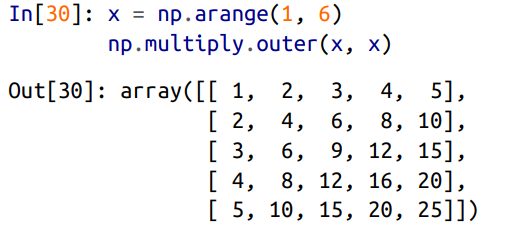 In[30]: x = np.arange(1, 6)
        np.multiply.outer(x, x)
Out[30]: array([[ 1,  2,  3,  4,  5],
                [ 2,  4,  6,  8, 10],
                [ 3,  6,  9, 12, 15],
                [ 4,  8, 12, 16, 20],
                [ 5, 10, 15, 20, 25]])